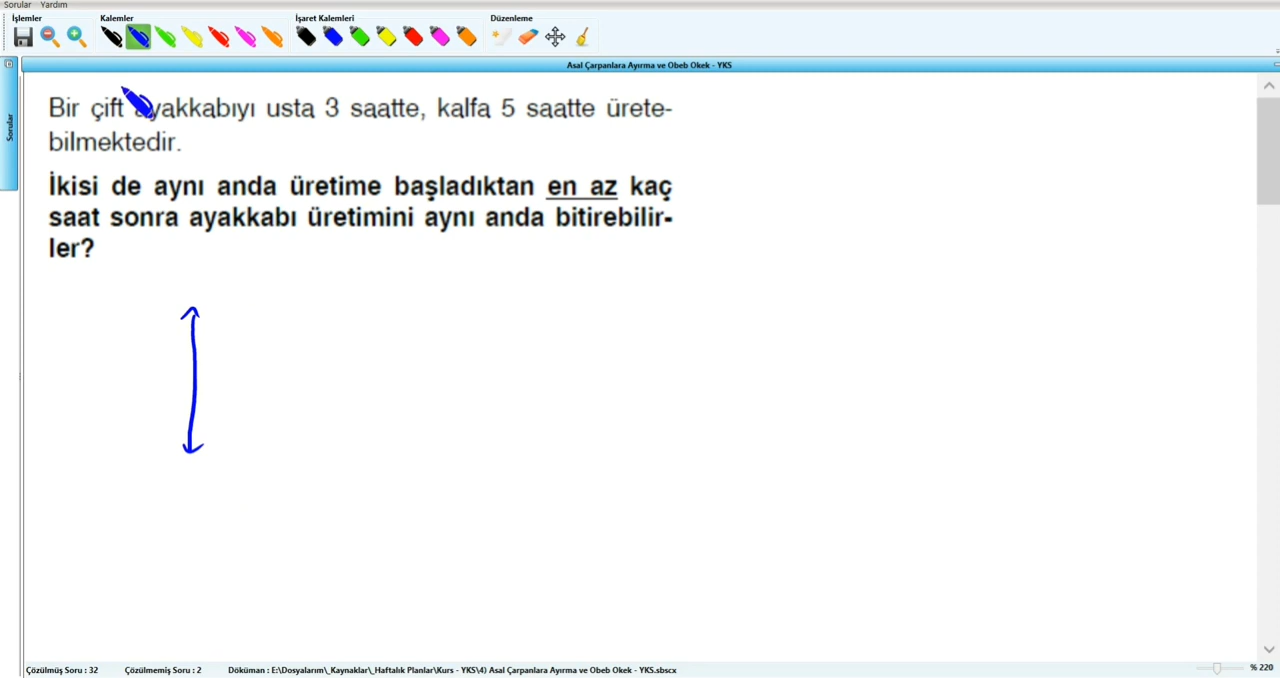 Sorular Yardım
İşlemler Kalemler İşaret Kalemleri Düzenleme
Asal Çarpanlara Ayırma ve Obeb Okek - YKS
Sorular
Bir çift ayakkabıyı usta 3 saatte, kalfa 5 saatte ürete-
bilmektedir.
İkisi de aynı anda üretime başladıktan en az kaç
saat sonra ayakkabı üretimini aynı anda bitirebilir-
ler?
Çözülmüş Soru : 32 Çözülmemiş Soru : 2 Döküman : E:\Dosyalarım\_Kaynaklar\_Haftalık Planlar\Kurs - YKS\4) Asal Çarpanlara Ayırma ve Obeb Okek - YKS.sbscx % 220